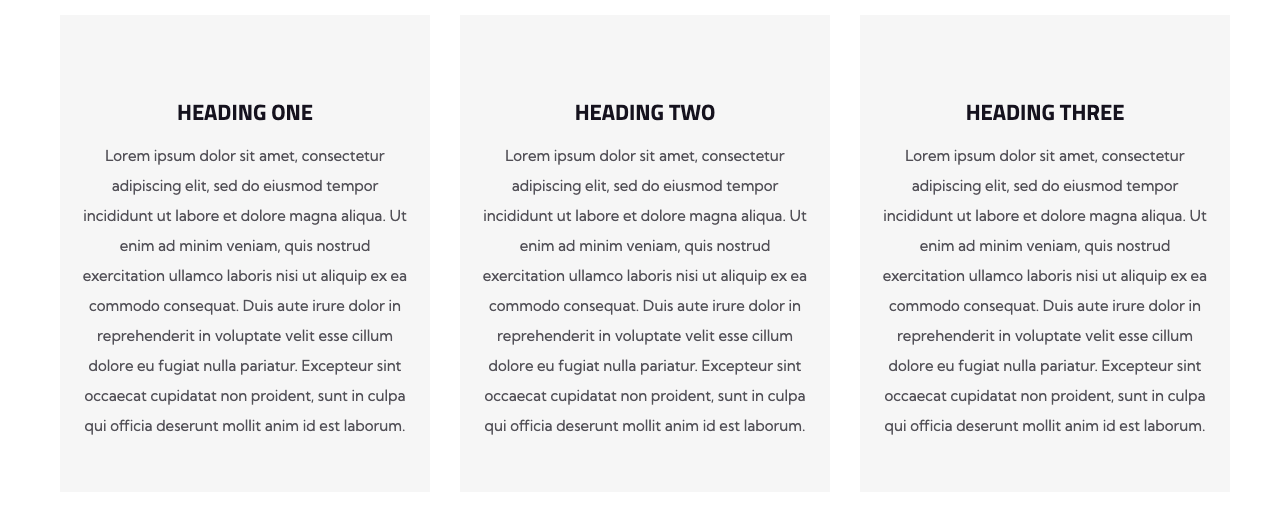 HEADING ONE
Lorem ipsum dolor sit amet, consectetur
adipiscing elit, sed do eiusmod tempor
incididunt ut labore et dolore magna aliqua. Ut
enim ad minim veniam, quis nostrud
exercitation ullamco laboris nisi ut aliquip ex ea
commodo consequat. Duis aute irure dolor in
reprehenderit in voluptate velit esse cillum
dolore eu fugiat nulla pariatur. Excepteur sint
occaecat cupidatat non proident, sunt in culpa
qui officia deserunt mollit anim id est laborum.
HEADING TWO
Lorem ipsum dolor sit amet, consectetur
adipiscing elit, sed do eiusmod tempor
incididunt ut labore et dolore magna aliqua. Ut
enim ad minim veniam, quis nostrud
exercitation ullamco laboris nisi ut aliquip ex ea
commodo consequat. Duis aute irure dolor in
reprehenderit in voluptate velit esse cillum
dolore eu fugiat nulla pariatur. Excepteur sint
occaecat cupidatat non proident, sunt in culpa
qui officia deserunt mollit anim id est laborum.
HEADING THREE
Lorem ipsum dolor sit amet, consectetur
adipiscing elit, sed do eiusmod tempor
incididunt ut labore et dolore magna aliqua. Ut
enim ad minim veniam, quis nostrud
exercitation ullamco laboris nisi ut aliquip ex ea
commodo consequat. Duis aute irure dolor in
reprehenderit in voluptate velit esse cillum
dolore eu fugiat nulla pariatur. Excepteur sint
occaecat cupidatat non proident, sunt in culpa
qui officia deserunt mollit anim id est laborum.